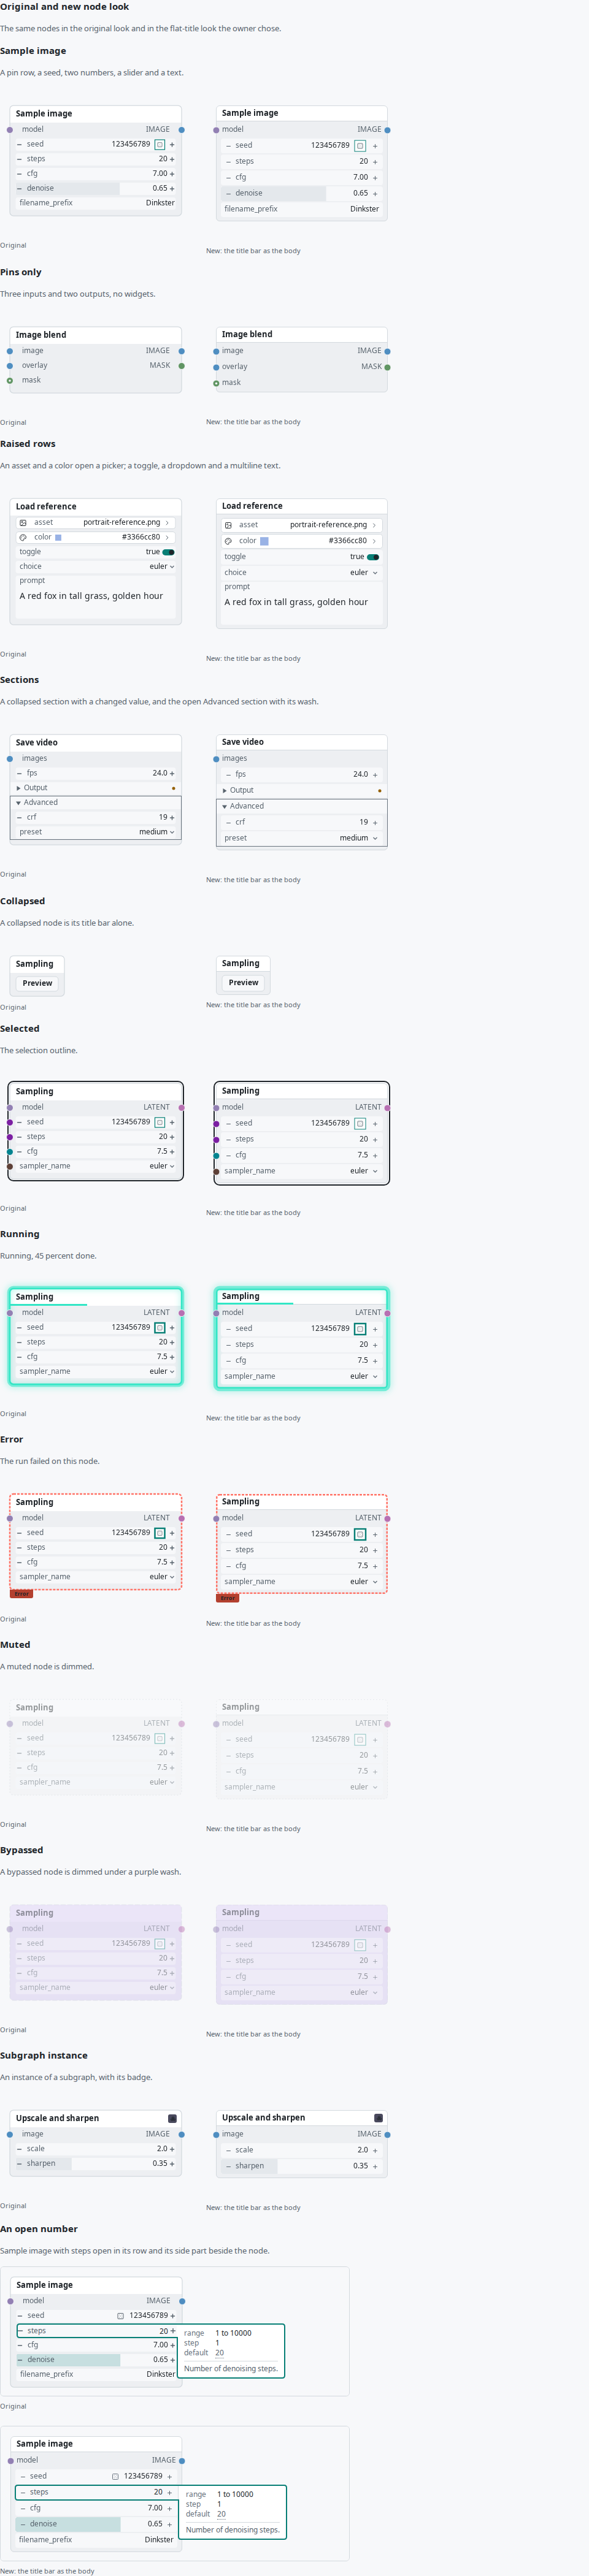 Original and new node look
The same nodes in the original look and in the flat-title look the owner chose.
Sample image
A pin row, a seed, two numbers, a slider and a text.
Sample image
model IMAGE
− seed 123456789 +
− steps 20 +
− cfg 7.00 +
− denoise 0.65 +
filename_prefix Dinkster
Original
Sample image
model IMAGE
− seed 123456789 +
− steps 20 +
− cfg 7.00 +
− denoise 0.65 +
filename_prefix Dinkster
New: the title bar as the body
Pins only
Three inputs and two outputs, no widgets.
Image blend
image IMAGE
overlay MASK
mask
Original
Image blend
image IMAGE
overlay MASK
mask
New: the title bar as the body
Raised rows
An asset and a color open a picker; a toggle, a dropdown and a multiline text.
Load reference
asset portrait-reference.png
color #3366cc80
toggle true
choice euler
prompt
A red fox in tall grass, golden hour
Original
Load reference
asset portrait-reference.png
color #3366cc80
toggle true
choice euler
prompt
A red fox in tall grass, golden hour
New: the title bar as the body
Sections
A collapsed section with a changed value, and the open Advanced section with its wash.
Save video
images
− fps 24.0 +
Output
Advanced
− crf 19 +
preset medium
Original
Save video
images
− fps 24.0 +
Output
Advanced
− crf 19 +
preset medium
New: the title bar as the body
Collapsed
A collapsed node is its title bar alone.
Sampling
Preview
Original
Sampling
Preview
New: the title bar as the body
Selected
The selection outline.
Sampling
model LATENT
− seed 123456789 +
− steps 20 +
− cfg 7.5 +
sampler_name euler
Original
Sampling
model LATENT
− seed 123456789 +
− steps 20 +
− cfg 7.5 +
sampler_name euler
New: the title bar as the body
Running
Running, 45 percent done.
Sampling
model LATENT
− seed 123456789 +
− steps 20 +
− cfg 7.5 +
sampler_name euler
Original
Sampling
model LATENT
− seed 123456789 +
− steps 20 +
− cfg 7.5 +
sampler_name euler
New: the title bar as the body
Error
The run failed on this node.
Sampling
model LATENT
− seed 123456789 +
− steps 20 +
− cfg 7.5 +
sampler_name euler
Error
Original
Sampling
model LATENT
− seed 123456789 +
− steps 20 +
− cfg 7.5 +
sampler_name euler
Error
New: the title bar as the body
Muted
A muted node is dimmed.
Sampling
model LATENT
− seed 123456789 +
− steps 20 +
− cfg 7.5 +
sampler_name euler
Original
Sampling
model LATENT
− seed 123456789 +
− steps 20 +
− cfg 7.5 +
sampler_name euler
New: the title bar as the body
Bypassed
A bypassed node is dimmed under a purple wash.
Sampling
model LATENT
− seed 123456789 +
− steps 20 +
− cfg 7.5 +
sampler_name euler
Original
Sampling
model LATENT
− seed 123456789 +
− steps 20 +
− cfg 7.5 +
sampler_name euler
New: the title bar as the body
Subgraph instance
An instance of a subgraph, with its badge.
Upscale and sharpen
image IMAGE
− scale 2.0 +
− sharpen 0.35 +
Original
Upscale and sharpen
image IMAGE
− scale 2.0 +
− sharpen 0.35 +
New: the title bar as the body
An open number
Sample image with steps open in its row and its side part beside the node.
Sample image
model IMAGE
− seed 123456789 +
− steps 20 +
− cfg 7.00 +
− denoise 0.65 +
filename_prefix Dinkster
range 1 to 10000
step 1
default 20
Number of denoising steps.
Original
Sample image
model IMAGE
− seed 123456789 +
− steps 20 +
− cfg 7.00 +
− denoise 0.65 +
filename_prefix Dinkster
range 1 to 10000
step 1
default 20
Number of denoising steps.
New: the title bar as the body